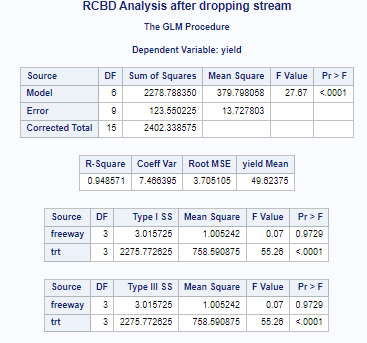 RCBD Analysis after dropping stream
The GLM Procedure
Dependent Variable: yield
Source DF Sum of Squares Mean Square F Value Pr > F
Model 6 2278.788350 379.798058 27.67 <.0001
Error 9 123.550225 13.727803
Corrected Total 15 2402.338575
R-Square Coeff Var Root MSE yield Mean
0.948571 7.466395 3.705105 49.62375
Source DF Type I SS Mean Square F Value Pr > F
freeway 3 3.015725 1.005242 0.07 0.9729
trt 3 2275.772625 758.590875 55.26 <.0001
Source DF Type III SS Mean Square F Value Pr > F
freeway 3 3.015725 1.005242 0.07 0.9729
trt 3 2275.772625 758.590875 55.26 <.0001